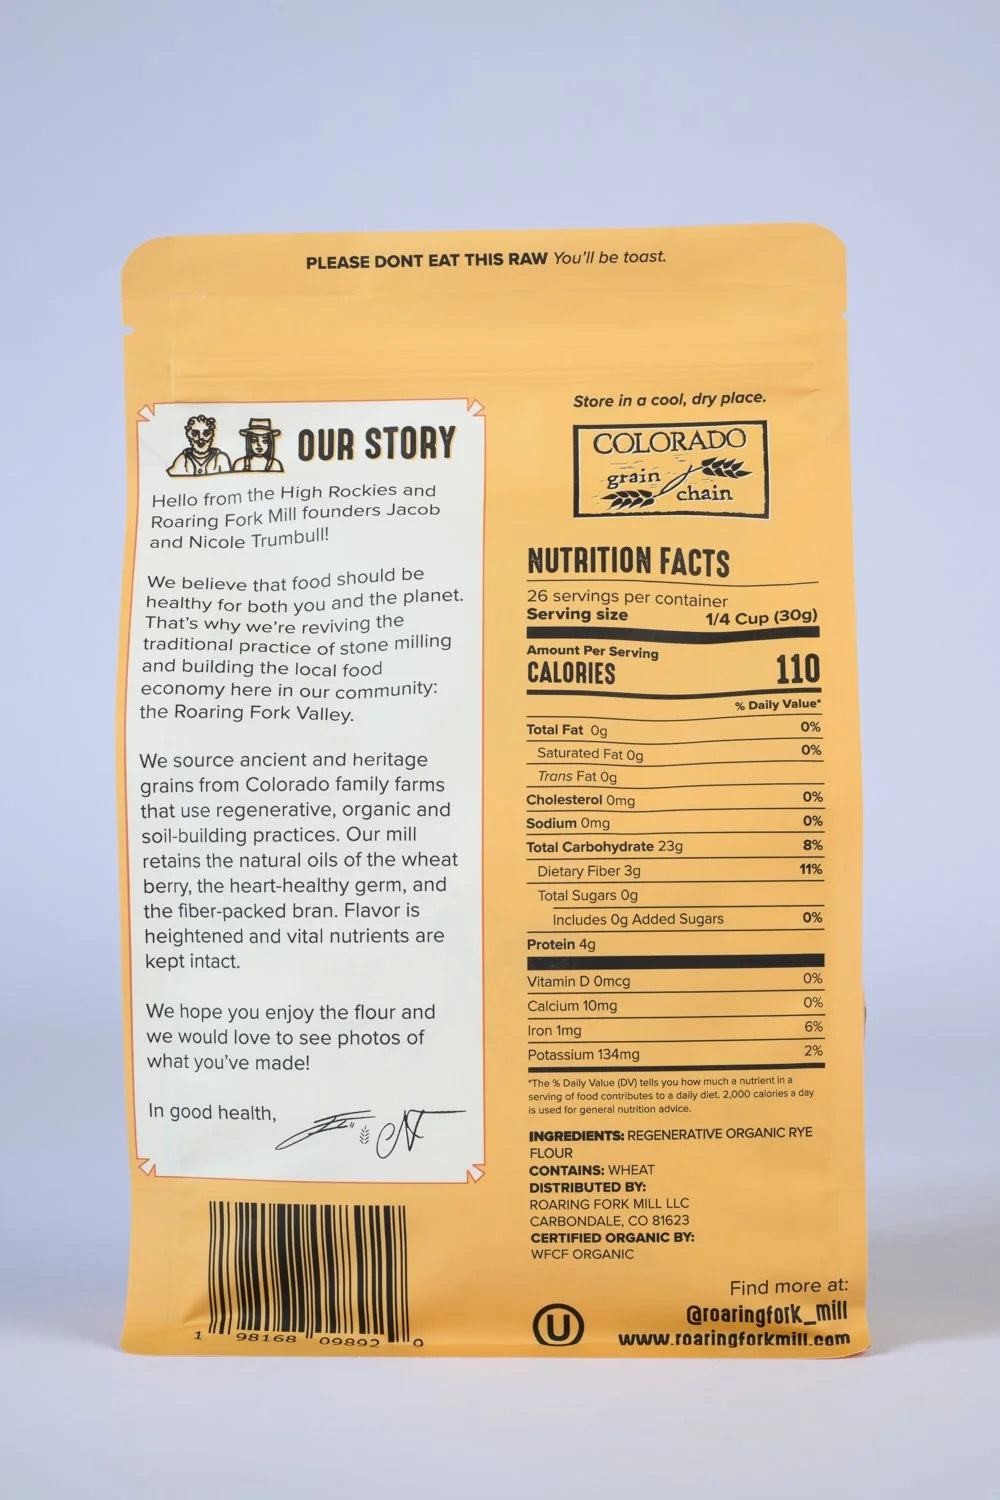 PLEASE DONT EAT THIS RAW You'll be toast.
OUR STORY
Hello from the High Rockies and
Roaring Fork Mill founders Jacob
and Nicole Trumbull!
We believe that food should be
healthy for both you and the planet.
That's why we're reviving the
traditional practice of stone milling
and building the local food
economy here in our community:
the Roaring Fork Valley.
We source ancient and heritage
grains from Colorado family farms
that use regenerative, organic and
soil-building practices. Our mill
retains the natural oils of the wheat
berry, the heart-healthy germ, and
the fiber-packed bran. Flavor is
heightened and vital nutrients are
kept intact.
We hope you enjoy the flour and
we would love to see photos of
what you've made!
In good health,
1 98168 09892 0
Store in a cool, dry place.
COLORADO
grain
chain
NUTRITION FACTS
26 servings per container
Serving size 1/4 Cup (30g)
Amount Per Serving
CALORIES 110
% Daily Value*
Total Fat 0g 0%
Saturated Fat 0g 0%
Trans Fat 0g
Cholesterol 0mg 0%
Sodium 0mg 0%
Total Carbohydrate 23g 8%
Dietary Fiber 3g 11%
Total Sugars 0g
Includes 0g Added Sugars 0%
Protein 4g
Vitamin D 0mcg 0%
Calcium 10mg 0%
Iron 1mg 6%
Potassium 134mg 2%
*The % Daily Value (DV) tells you how much a nutrient in a
serving of food contributes to a daily diet. 2,000 calories a day
is used for general nutrition advice.
INGREDIENTS: REGENERATIVE ORGANIC RYE
FLOUR
CONTAINS: WHEAT
DISTRIBUTED BY:
ROARING FORK MILL LLC
CARBONDALE, CO 81623
CERTIFIED ORGANIC BY:
WFCF ORGANIC
Find more at:
@roaringfork_mill
www.roaringforkmill.com
U